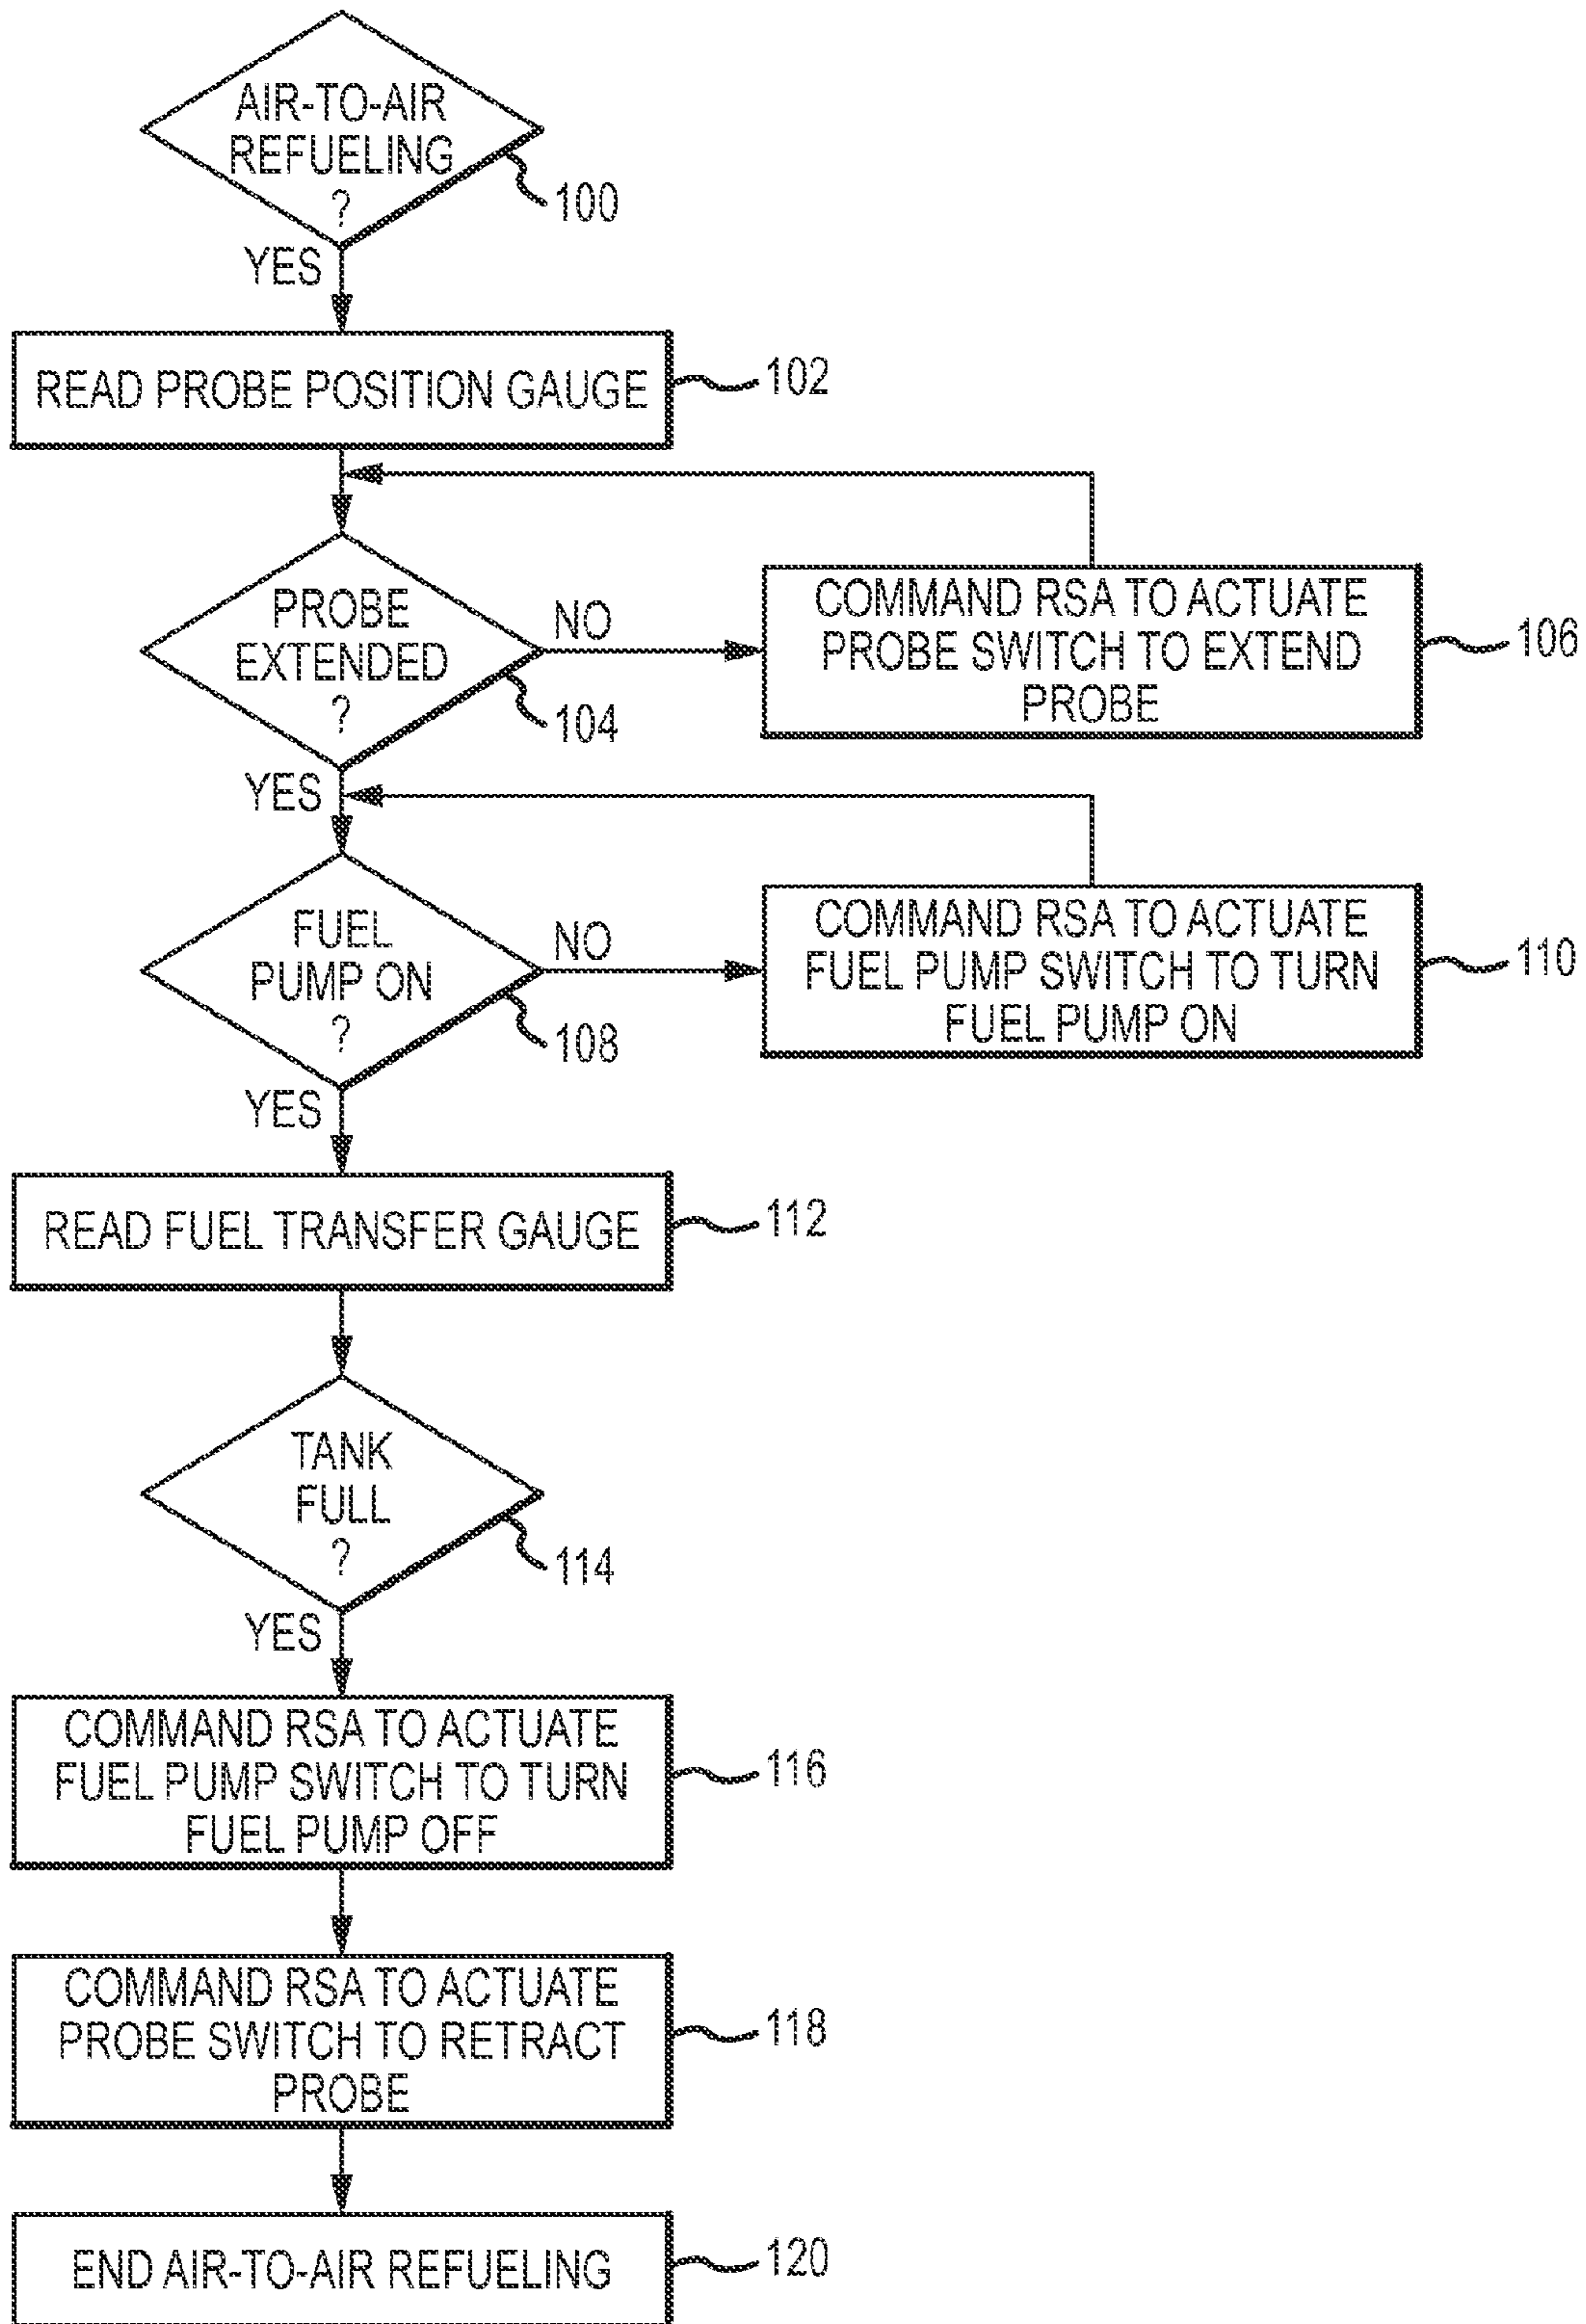 AIR-TO-AIR
REFUELING
?
100
YES
READ PROBE POSITION GAUGE
102
PROBE
EXTENDED
?
104
NO
COMMAND RSA TO ACTUATE
PROBE SWITCH TO EXTEND
PROBE
106
YES
FUEL
PUMP ON
?
108
NO
COMMAND RSA TO ACTUATE
FUEL PUMP SWITCH TO TURN
FUEL PUMP ON
110
YES
READ FUEL TRANSFER GAUGE
112
TANK
FULL
?
114
YES
COMMAND RSA TO ACTUATE
FUEL PUMP SWITCH TO TURN
FUEL PUMP OFF
116
COMMAND RSA TO ACTUATE
PROBE SWITCH TO RETRACT
PROBE
118
END AIR-TO-AIR REFUELING
120